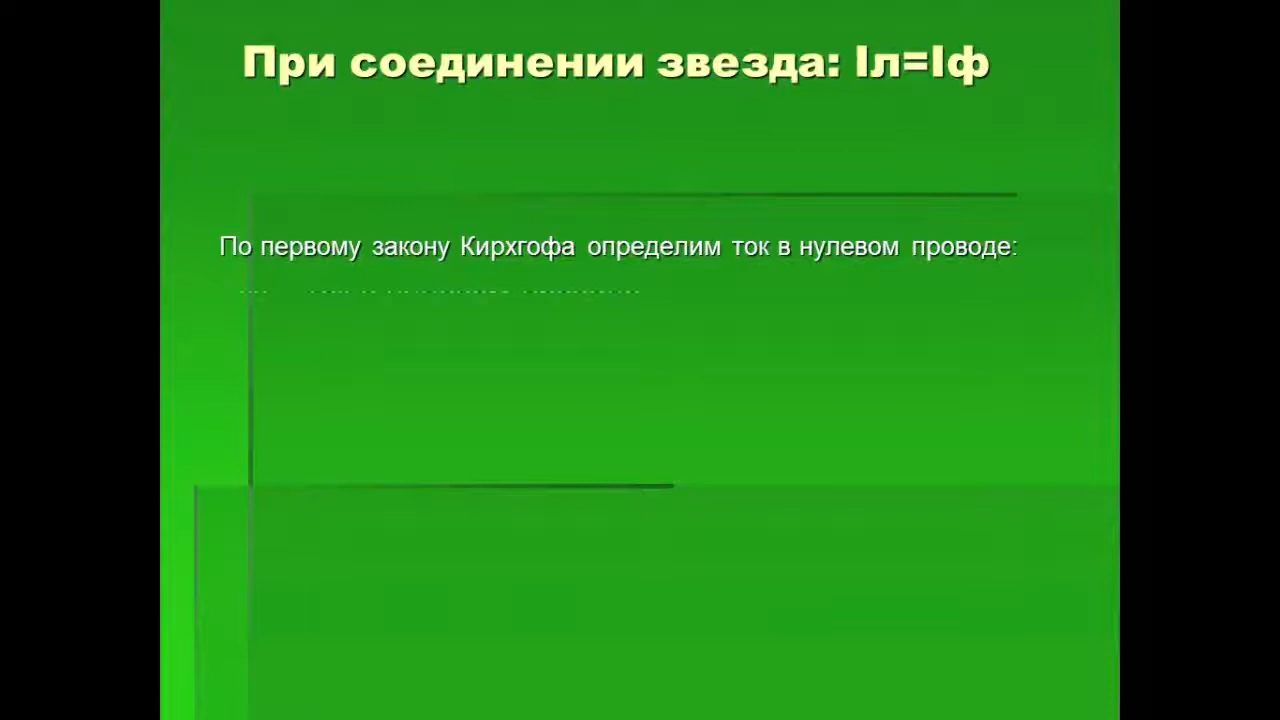 При соединении звезда: Iл=Iф
По первому закону Кирхгофа определим ток в нулевом проводе: